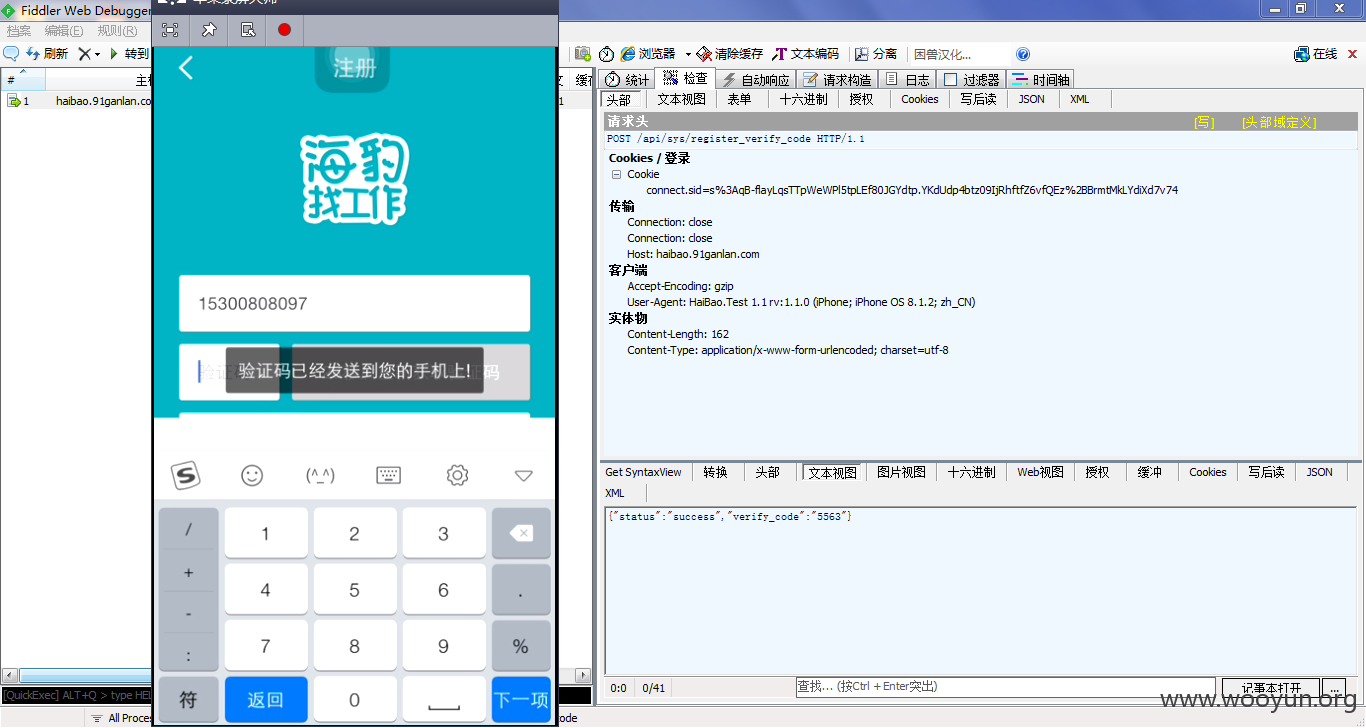 Fiddler Web Debugger
档案 编辑(E) 规则(R)
刷新 转到
# 主机
1 haibao.91ganlan.co
[QuickExec] ALT+Q > type HEL
All Proces
注册
海豹
找工作
15300808097
验证码已经发送到您的手机上!
码
/ 1 2 3
+ 4 5 6 .
-
: 7 8 9 %
符 返回 0 下一项
浏览器 清除缓存 文本编码 分离 困兽汉化... 在线
统计 检查 自动响应 请求构造 日志 过滤器 时间轴
头部 文本视图 表单 十六进制 授权 Cookies 写后读 JSON XML
请求头 [写] [头部域定义]
POST /api/sys/register_verify_code HTTP/1.1
Cookies / 登录
Cookie
connect.sid=s%3AqB-flayLqsTTpWeWPl5tpLEf80JGYdtp.YKdUdp4btz09IjRhftfZ6vfQEz%2BBrmtMkLYdiXd7v74
传输
Connection: close
Connection: close
Host: haibao.91ganlan.com
客户端
Accept-Encoding: gzip
User-Agent: HaiBao.Test 1.1 rv:1.1.0 (iPhone; iPhone OS 8.1.2; zh_CN)
实体物
Content-Length: 162
Content-Type: application/x-www-form-urlencoded; charset=utf-8
Get SyntaxView 转换 头部 文本视图 图片视图 十六进制 Web视图 授权 缓冲 Cookies 写后读 JSON
XML
{"status":"success","verify_code":"5563"}
0:0 0/41 查找... (按Ctrl＋Enter突出) 记事本打开 ...
www.wooyun.org